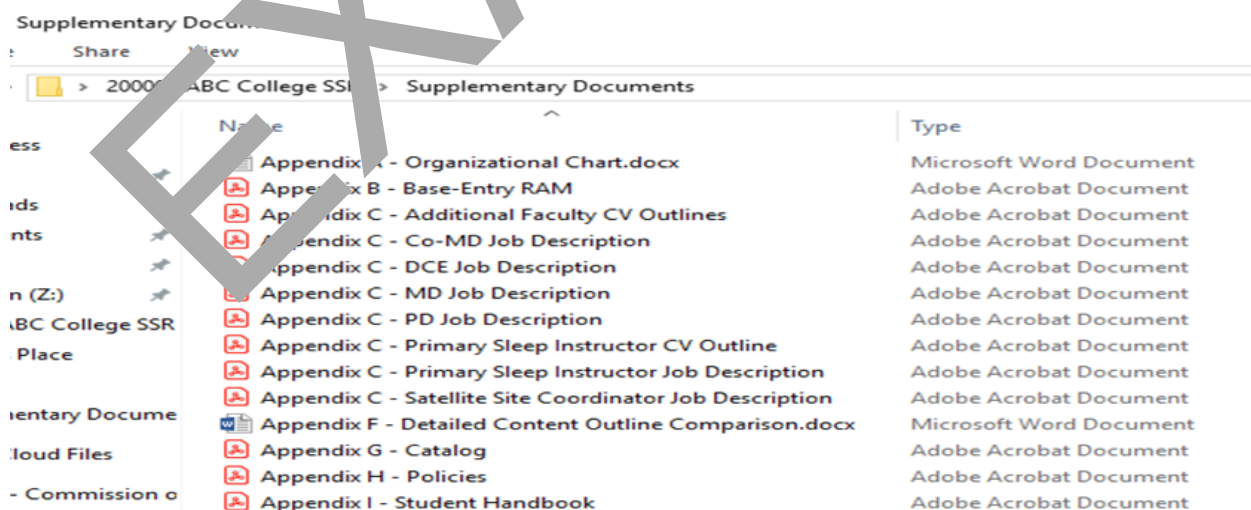 Supplementary
Share View
ABC College SS > Supplementary Documents
Type
ess
Appendix - Organizational Chart.docx Microsoft Word Document
B - Base-Entry RAM Adobe Acrobat Document
nds C - Additional Faculty CV Outlines Adobe Acrobat Document
nts C - Co-MD Job Description Adobe Acrobat Document
Appendix C - DCE Job Description Adobe Acrobat Document
n (Z:) Appendix C - MD Job Description Adobe Acrobat Document
ABC College SSR Appendix C - PD Job Description Adobe Acrobat Document
Place Appendix C - Primary Sleep Instructor CV Outline Adobe Acrobat Document
Appendix C - Primary Sleep Instructor Job Description Adobe Acrobat Document
Appendix C - Satellite Site Coordinator Job Description Adobe Acrobat Document
entary Docume Appendix F - Detailed Content Outline Comparison.docx Microsoft Word Document
loud Files Appendix G - Catalog Adobe Acrobat Document
Appendix H - Policies Adobe Acrobat Document
- Commission o Appendix I - Student Handbook Adobe Acrobat Document